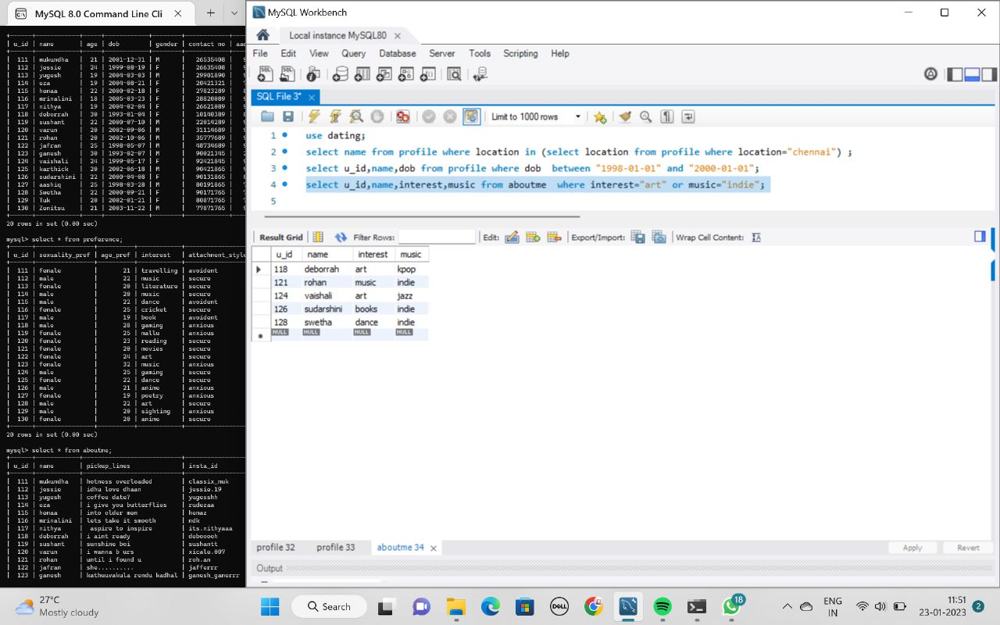 MySQL 8.0 Command Line Cli
| u_id | name | age | dob | gender | contact no | aad
| 111 | mukundha | 21 | 2001-12-31 | M | 26535408 |
| 112 | jessie | 24 | 1999-08-19 | F | 26635408 |
| 113 | yugesh | 19 | 2004-03-03 | M | 29901890 |
| 114 | eza | 19 | 2004-08-21 | F | 20421321 |
| 115 | hemaa | 22 | 2000-02-18 | F | 27823289 |
| 116 | mrinalini | 18 | 2005-03-23 | F | 28820089 |
| 117 | nithya | 19 | 2004-02-04 | F | 26621089 |
| 118 | deborrah | 30 | 1993-01-04 | F | 10140389 |
| 119 | sushant | 22 | 2000-07-10 | M | 22014289 |
| 120 | varun | 20 | 2002-09-06 | M | 31114689 |
| 121 | rohan | 20 | 2002-10-06 | M | 35777689 |
| 122 | jafran | 25 | 1998-05-07 | M | 48734689 |
| 123 | ganesh | 30 | 1993-02-07 | M | 90021345 |
| 124 | vaishali | 24 | 1999-05-17 | F | 92421845 |
| 125 | karthick | 20 | 2002-06-18 | M | 90421865 |
| 126 | sudarshini | 22 | 2000-04-08 | F | 90131865 |
| 127 | aashiq | 25 | 1998-03-28 | M | 80191865 |
| 128 | Swetha | 22 | 2000-09-21 | F | 90171765 |
| 129 | Tuk | 20 | 2002-01-21 | F | 80871765 |
| 130 | Zenitsu | 21 | 2003-11-22 | M | 77871765 |
20 rows in set (0.00 sec)
mysql> select * from preference;
| u_id | sexuality_pref | age_pref | interest | attachment_style
| 111 | female | 21 | travelling | avoident
| 112 | male | 22 | music | secure
| 113 | female | 20 | literature | secure
| 114 | male | 20 | music | secure
| 115 | male | 22 | dance | avoident
| 116 | female | 25 | cricket | secure
| 117 | male | 19 | book | avoident
| 118 | male | 28 | gaming | anxious
| 119 | female | 25 | mallu | anxious
| 120 | female | 23 | reading | secure
| 121 | female | 20 | movies | secure
| 122 | female | 24 | art | secure
| 123 | female | 32 | music | anxious
| 124 | male | 25 | gaming | secure
| 125 | female | 22 | dance | secure
| 126 | male | 21 | anime | anxious
| 127 | female | 19 | poetry | anxious
| 128 | male | 22 | art | secure
| 129 | male | 20 | sighting | anxious
| 130 | female | 20 | anime | secure
20 rows in set (0.00 sec)
mysql> select * from aboutme;
| u_id | name | pickup_lines | insta_id
| 111 | mukundha | hotness overloaded | classix_muk
| 112 | jessie | idhu love dhaan | jessie.19
| 113 | yugesh | coffee date? | yugesshh
| 114 | eza | i give you butterflies | rudezaa
| 115 | hemaa | into older men | hemaz
| 116 | mrinalini | lets take it smooth | mdk
| 117 | nithya | aspire to inspire | its.nithyaaa
| 118 | deborrah | i aint ready | debooooh
| 119 | sushant | sunshine boi | sushantt
| 120 | varun | i wanna b urs | xicale.007
| 121 | rohan | until i found u | roh.an
| 122 | jafran | she.......... | jafferrr
| 123 | ganesh | kathuuvakula rendu kadhal | ganesh_gamerrr
MySQL Workbench
Local instance MySQL80
File Edit View Query Database Server Tools Scripting Help
SQL File 3*
Limit to 1000 rows
1 use dating;
2 select name from profile where location in (select location from profile where location="chennai") ;
3 select u_id,name,dob from profile where dob between "1998-01-01" and "2000-01-01";
4 select u_id,name,interest,music from aboutme where interest="art" or music="indie";
5
Result Grid Filter Rows: Edit: Export/Import: Wrap Cell Content:
u_id name interest music
118 deborrah art kpop
121 rohan music indie
124 vaishali art jazz
126 sudarshini books indie
128 swetha dance indie
NULL NULL NULL NULL
profile 32 profile 33 aboutme 34 Apply Revert
Output
27°C
Mostly cloudy
Search
DELL
18
ENG
IN
11:51
23-01-2023
2